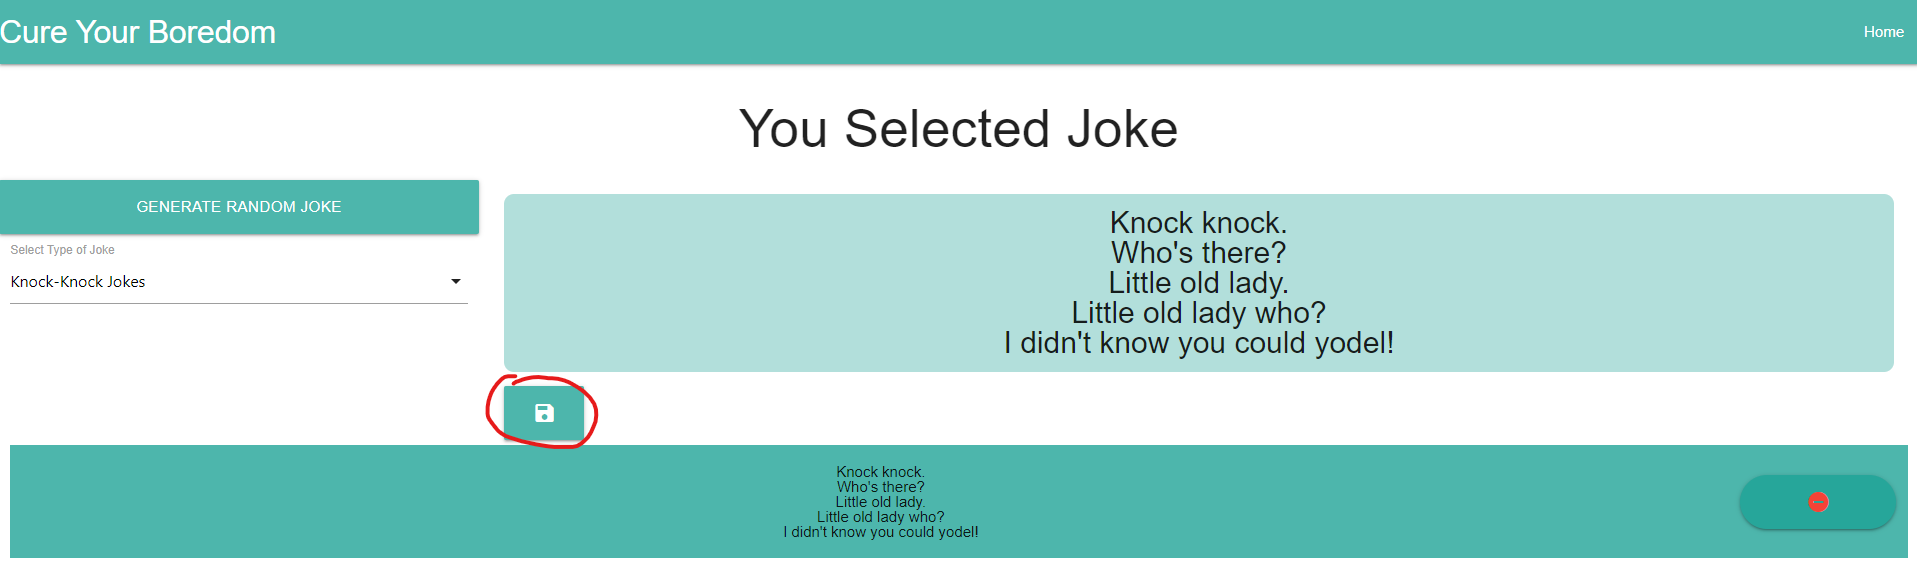 Cure Your Boredom
Home
You Selected Joke
GENERATE RANDOM JOKE
Select Type of Joke
Knock-Knock Jokes
Knock knock.
Who's there?
Little old lady.
Little old lady who?
I didn't know you could yodel!
Knock knock.
Who's there?
Little old lady.
Little old lady who?
I didn't know you could yodel!